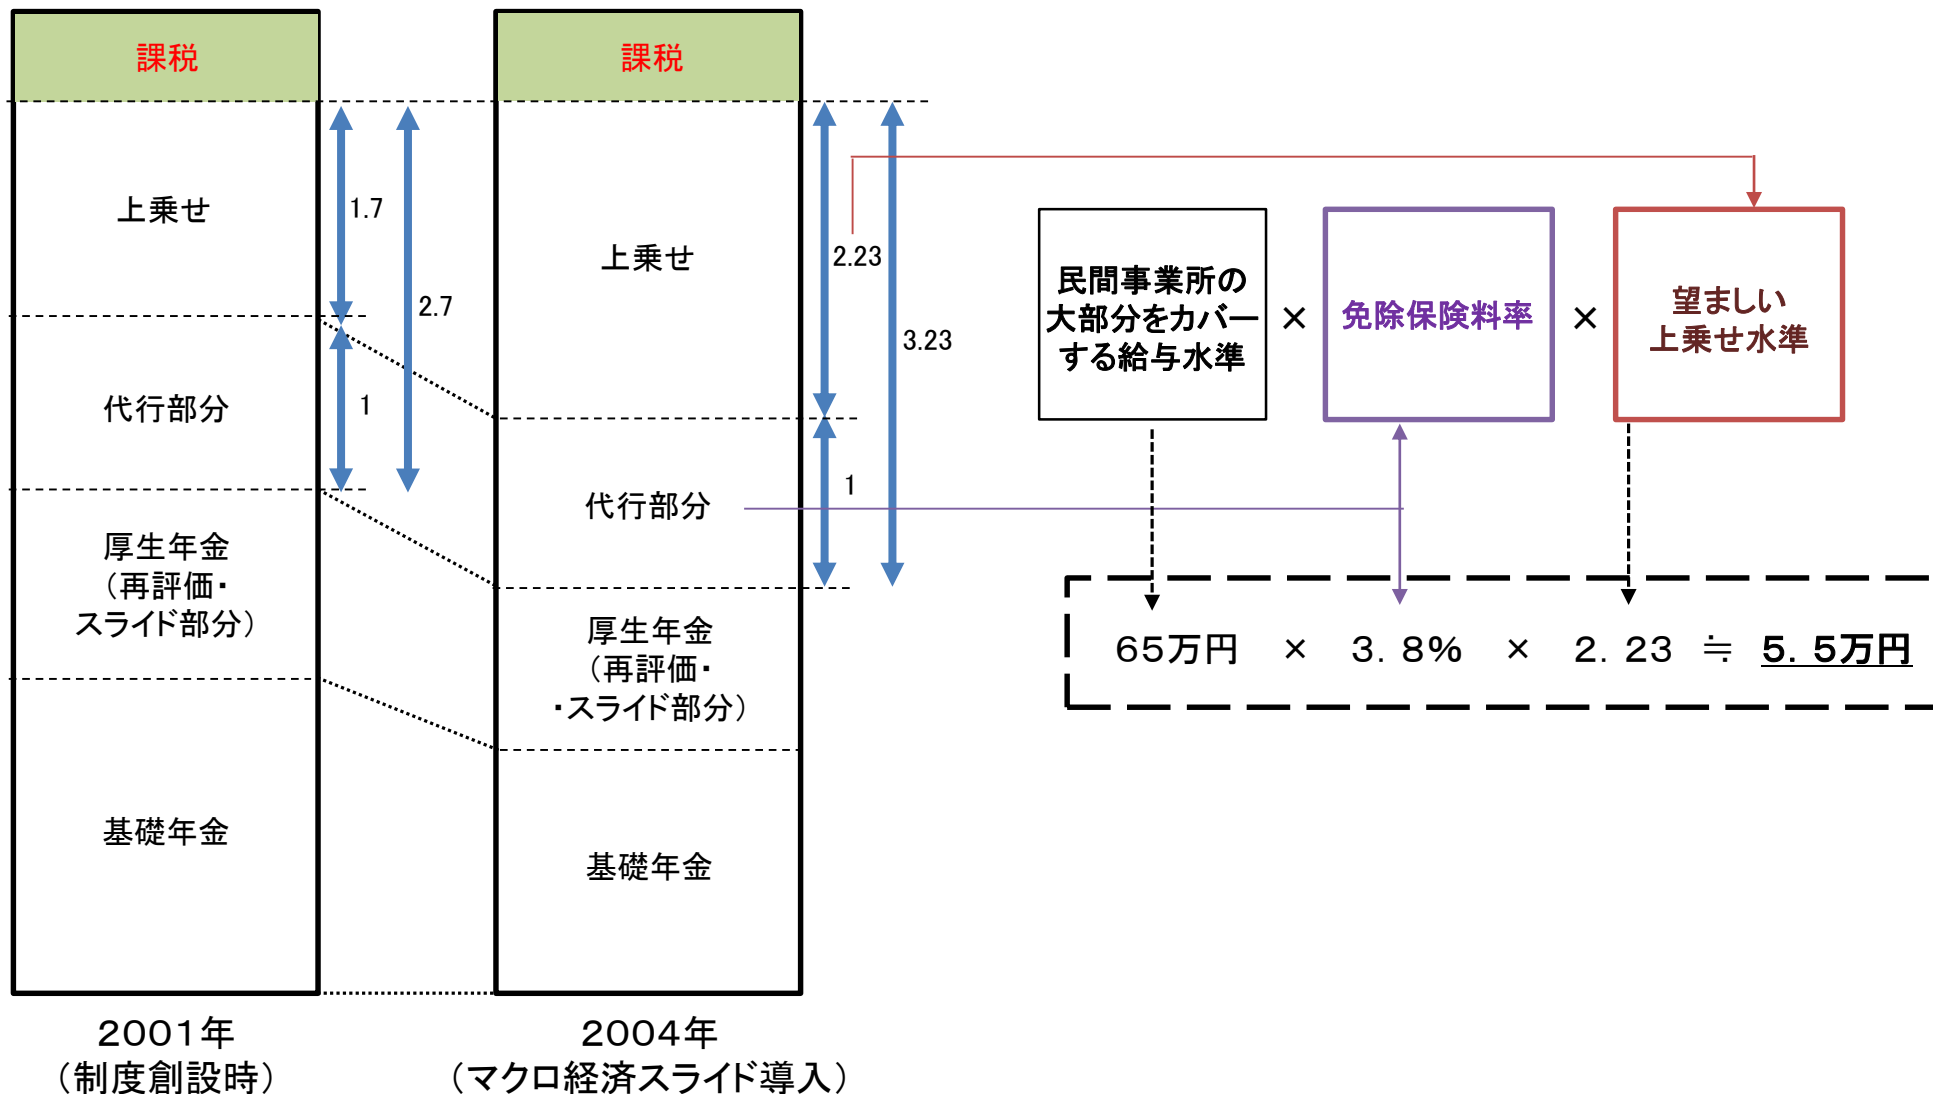 課税
上乗せ
1.7
2.7
代行部分
1
厚生年金
（再評価・
スライド部分）
基礎年金
2001年
（制度創設時）
課税
上乗せ
2.23
3.23
代行部分
1
厚生年金
（再評価・
・スライド部分）
基礎年金
2004年
（マクロ経済スライド導入）
民間事業所の
大部分をカバー
する給与水準
×
免除保険料率
×
望ましい
上乗せ水準
65万円 × 3.8% × 2.23 ≒ 5.5万円